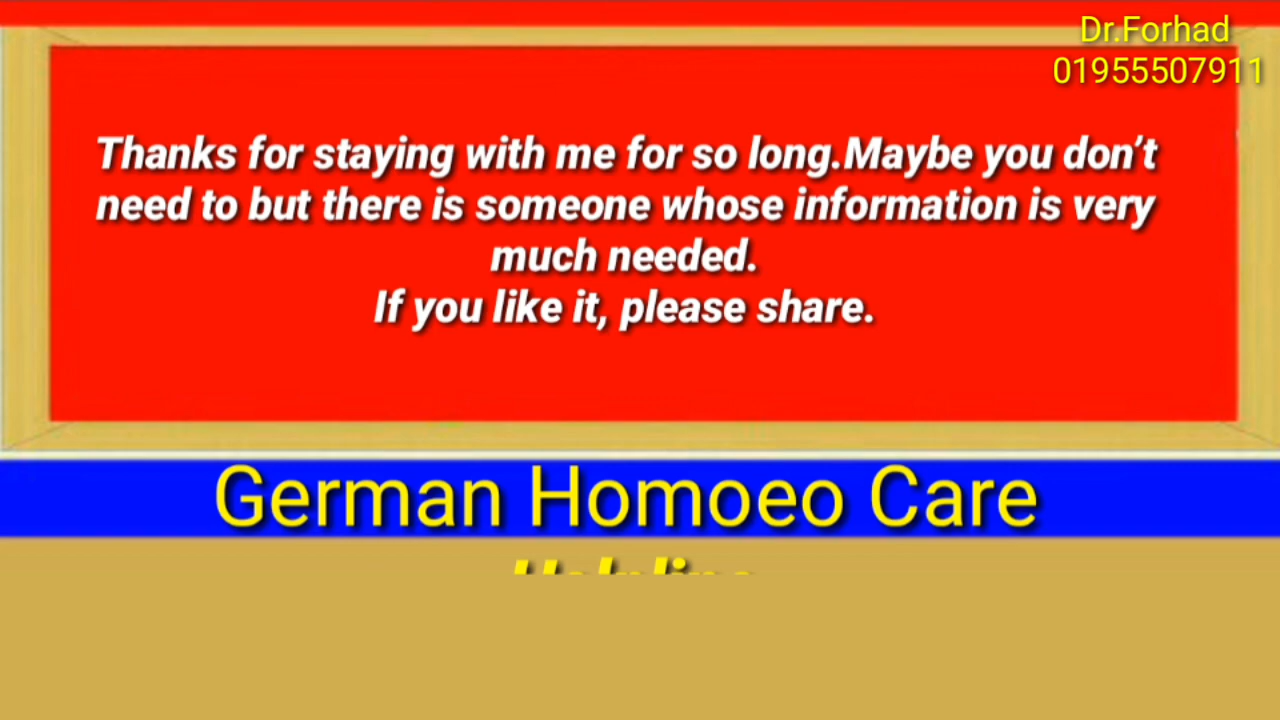 Dr.Forhad
01955507911
Thanks for staying with me for so long.Maybe you don’t
need to but there is someone whose information is very
much needed.
If you like it, please share.
German Homoeo Care